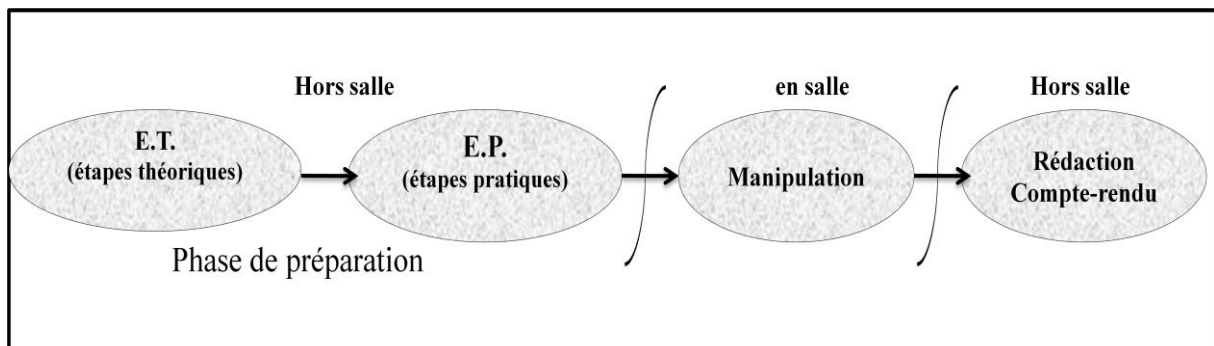 Hors salle
en salle
Hors salle
E.T.
(étapes théoriques)
E.P.
(étapes pratiques)
Manipulation
Rédaction
Compte-rendu
Phase de préparation